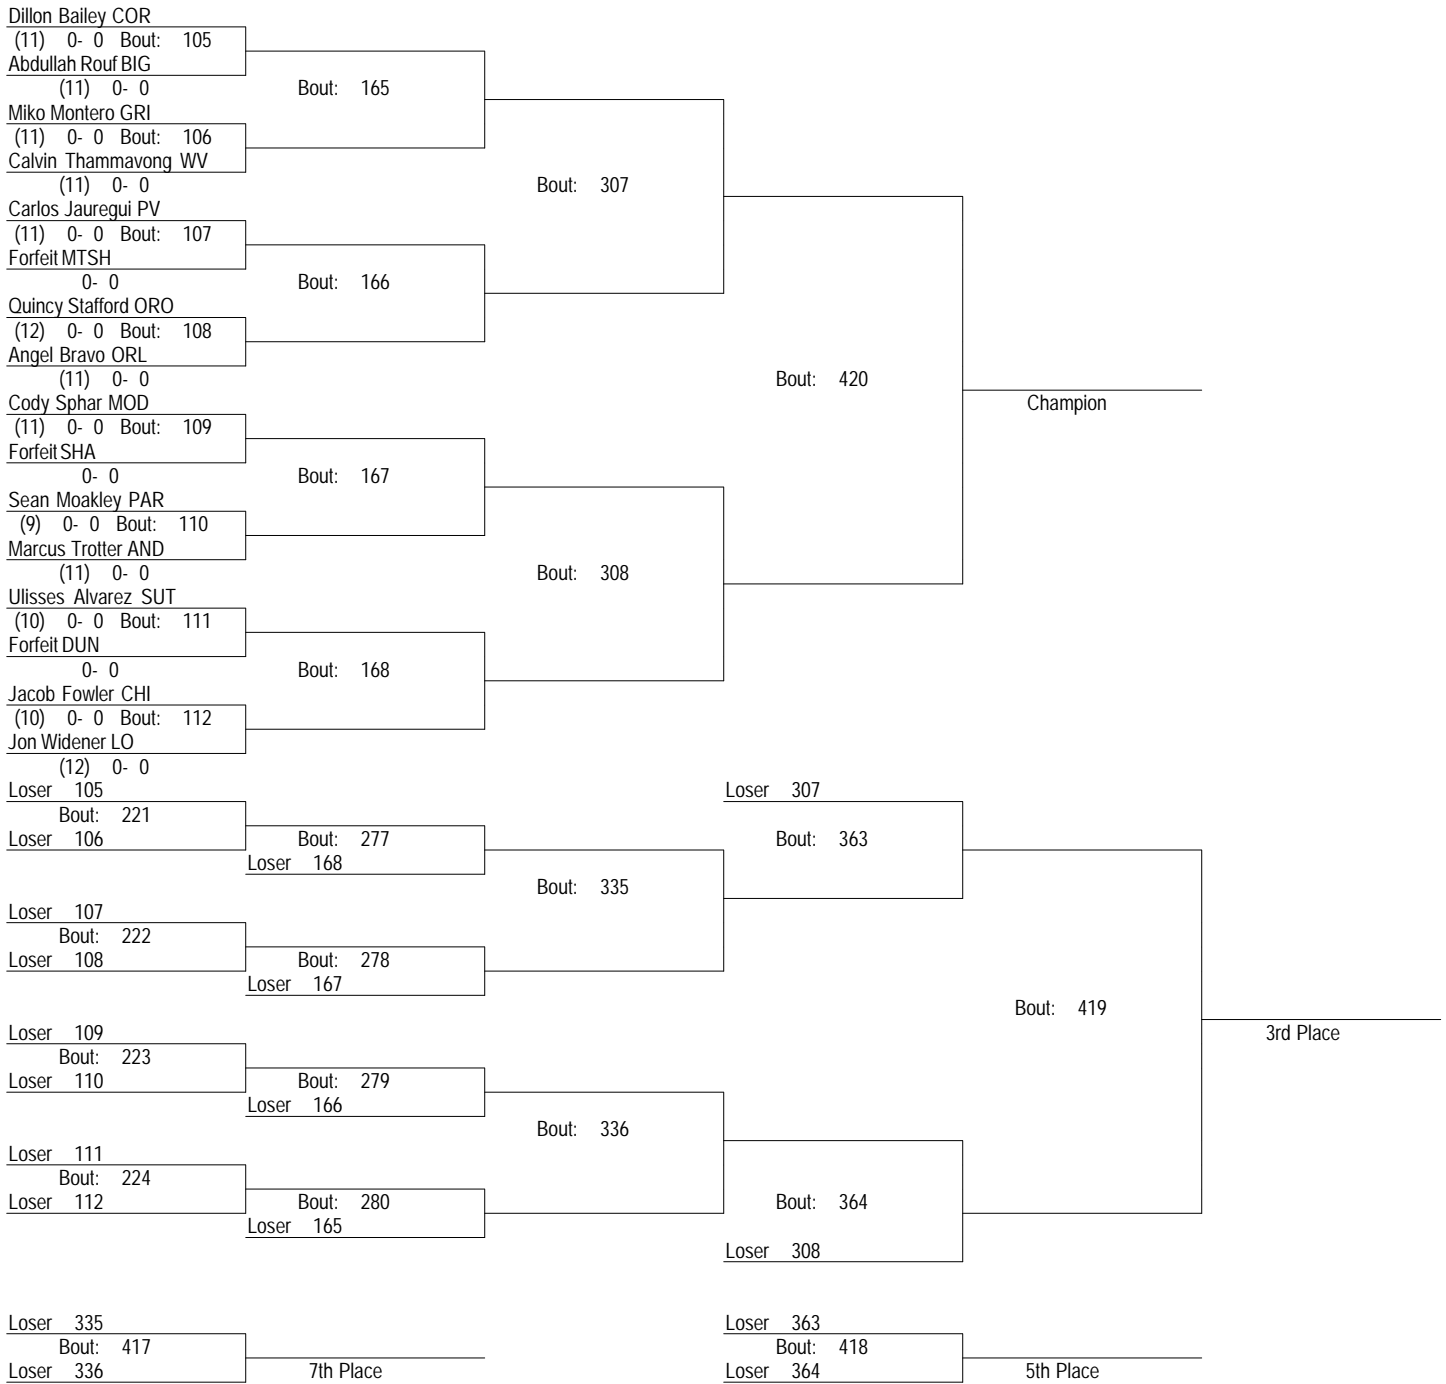 Dillon Bailey COR
(11) 0- 0 Bout: 105
Abdullah Rouf BIG
(11) 0- 0
Bout: 165
Miko Montero GRI
(11) 0- 0 Bout: 106
Calvin Thammavong WV
(11) 0- 0
Bout: 307
Carlos Jauregui PV
(11) 0- 0 Bout: 107
Forfeit MTSH
0- 0
Bout: 166
Quincy Stafford ORO
(12) 0- 0 Bout: 108
Angel Bravo ORL
(11) 0- 0
Bout: 420
Champion
Cody Sphar MOD
(11) 0- 0 Bout: 109
Forfeit SHA
0- 0
Bout: 167
Sean Moakley PAR
(9) 0- 0 Bout: 110
Marcus Trotter AND
(11) 0- 0
Bout: 308
Ulisses Alvarez SUT
(10) 0- 0 Bout: 111
Forfeit DUN
0- 0
Bout: 168
Jacob Fowler CHI
(10) 0- 0 Bout: 112
Jon Widener LO
(12) 0- 0
Loser 105
Bout: 221
Loser 106
Bout: 277
Loser 168
Loser 307
Bout: 363
Bout: 335
Loser 107
Bout: 222
Loser 108
Bout: 278
Loser 167
Bout: 419
3rd Place
Loser 109
Bout: 223
Loser 110
Bout: 279
Loser 166
Bout: 336
Loser 111
Bout: 224
Loser 112
Bout: 280
Loser 165
Bout: 364
Loser 308
Loser 335
Bout: 417
Loser 336
7th Place
Loser 363
Bout: 418
Loser 364
5th Place